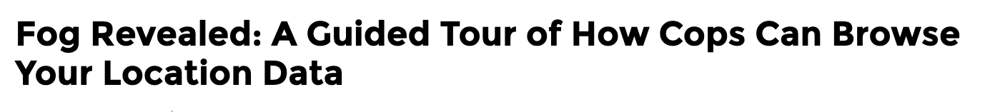 Fog Revealed: A Guided Tour of How Cops Can Browse
Your Location Data